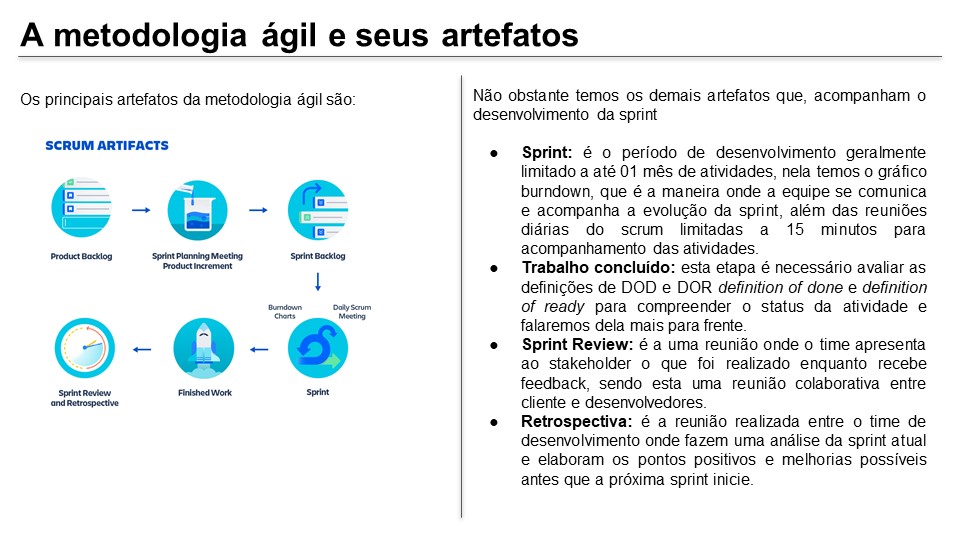 A metodologia ágil e seus artefatos
Os principais artefatos da metodologia ágil são:
SCRUM ARTIFACTS
Product Backlog
Sprint Planning Meeting
Product Increment
Sprint Backlog
Burndown
Charts
Daily Scrum
Meeting
Sprint Review
and Retrospective
Finished Work
Sprint
Não obstante temos os demais artefatos que, acompanham o
desenvolvimento da sprint
● Sprint: é o período de desenvolvimento geralmente
limitado a até 01 mês de atividades, nela temos o gráfico
burndown, que é a maneira onde a equipe se comunica
e acompanha a evolução da sprint, além das reuniões
diárias do scrum limitadas a 15 minutos para
acompanhamento das atividades.
● Trabalho concluído: esta etapa é necessário avaliar as
definições de DOD e DOR definition of done e definition
of ready para compreender o status da atividade e
falaremos dela mais para frente.
● Sprint Review: é a uma reunião onde o time apresenta
ao stakeholder o que foi realizado enquanto recebe
feedback, sendo esta uma reunião colaborativa entre
cliente e desenvolvedores.
● Retrospectiva: é a reunião realizada entre o time de
desenvolvimento onde fazem uma análise da sprint atual
e elaboram os pontos positivos e melhorias possíveis
antes que a próxima sprint inicie.